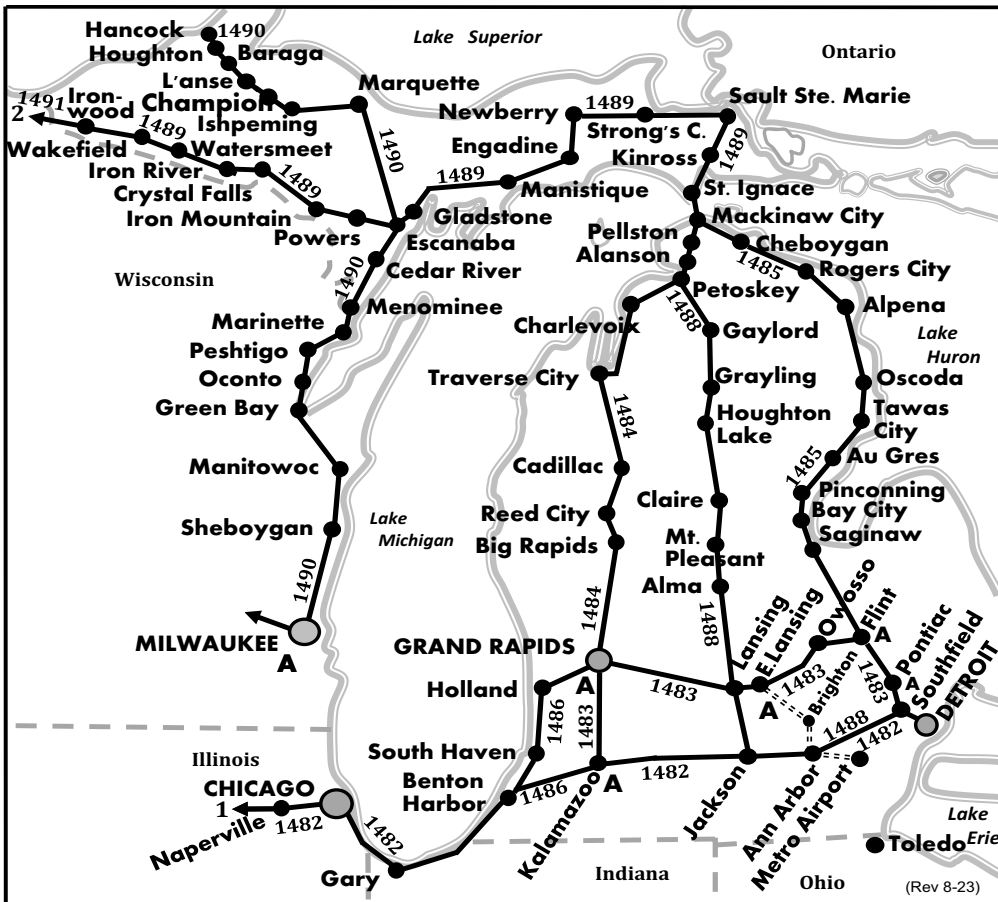 Hancock
1490
Houghton
Baraga
L'anse
Champion
Ishpeming
Marquette
Lake Superior
Ontario
1491
2
Iron-
wood
1489
Wakefield
Watersmeet
Iron River
Crystal Falls
1489
Iron Mountain
Powers
1490
Newberry
1489
Strong's C.
Sault Ste. Marie
Engadine
Kinross
1489
1489
Manistique
St. Ignace
Gladstone
Escanaba
Mackinaw City
Pellston
Alanson
Cheboygan
1485
Rogers City
Wisconsin
1490
Cedar River
Menominee
Petoskey
1488
Charlevoix
Alpena
Marinette
Peshtigo
Gaylord
Lake
Huron
Oconto
Traverse City
Grayling
Oscoda
Green Bay
1484
Houghton
Lake
Tawas
City
Manitowoc
Cadillac
1485
Au Gres
Sheboygan
Lake
Michigan
Reed City
Claire
Pinconning
Bay City
Saginaw
Big Rapids
Mt.
Pleasant
1490
Alma
1484
1488
MILWAUKEE
A
GRAND RAPIDS
A
Lansing
E.Lansing
Owosso
Flint
A
Pontiac
A
Southfield
DETROIT
Holland
1483
1483
A
Brighton
1483
1486
1483
1488
1482
South Haven
Illinois
Benton
Harbor
1486
A
1482
CHICAGO
1
1482
Naperville
1482
Kalamazoo
Jackson
Ann Arbor
Metro Airport
Lake
Erie
Toledo
Gary
Indiana
Ohio
(Rev 8-23)